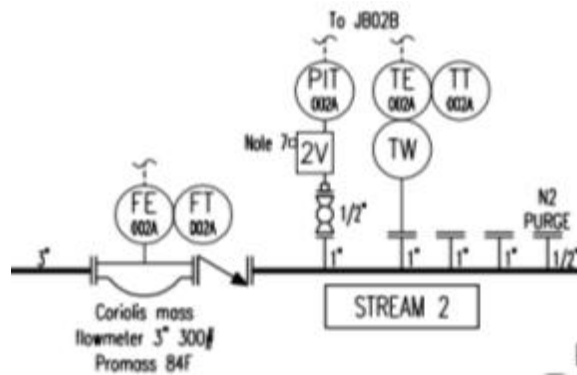 To JB02B
PIT
002A
TE
002A
TT
002A
Note 7
2V
TW
FE
002A
FT
002A
1/2"
N2
PURGE
3"
1"
1"
1"
1"
1/2"
Coriolis mass
flowmeter 3" 300#
Promass 84F
STREAM 2